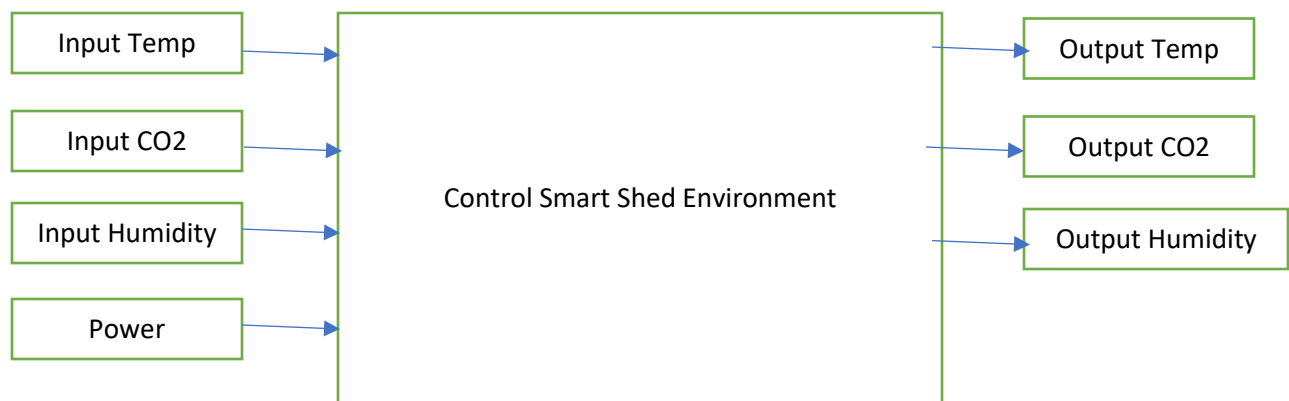 Input Temp
Input CO2
Input Humidity
Power
Control Smart Shed Environment
Output Temp
Output CO2
Output Humidity